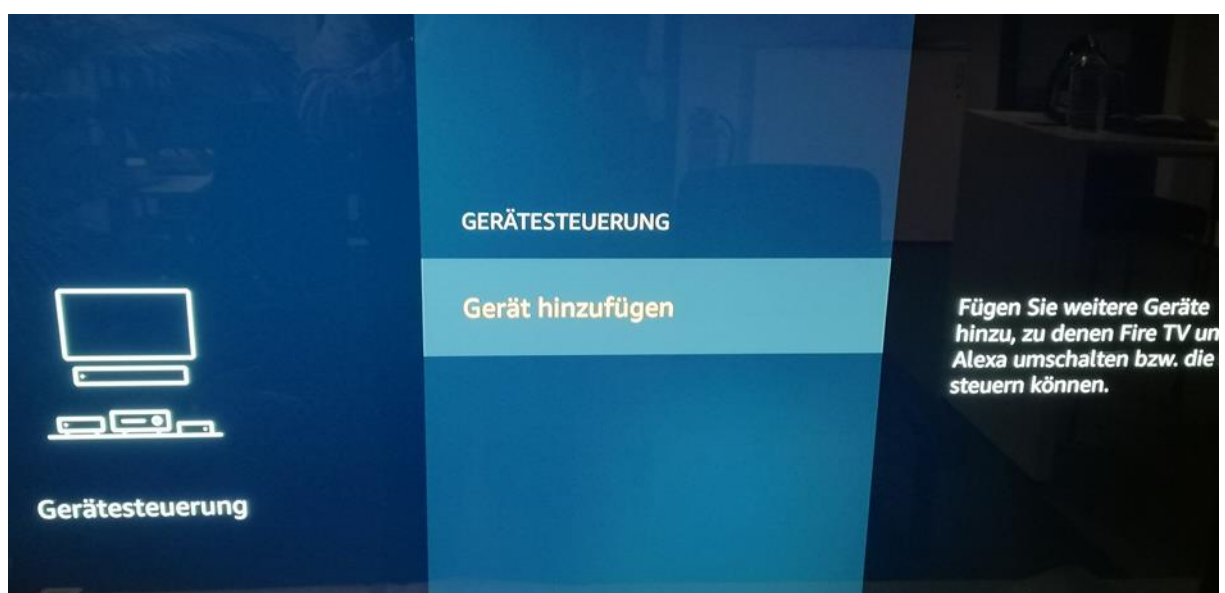 GERÄTESTEUERUNG
Gerät hinzufügen
Fügen Sie weitere Geräte
hinzu, zu denen Fire TV un
Alexa umschalten bzw. die
steuern können.
Gerätesteuerung